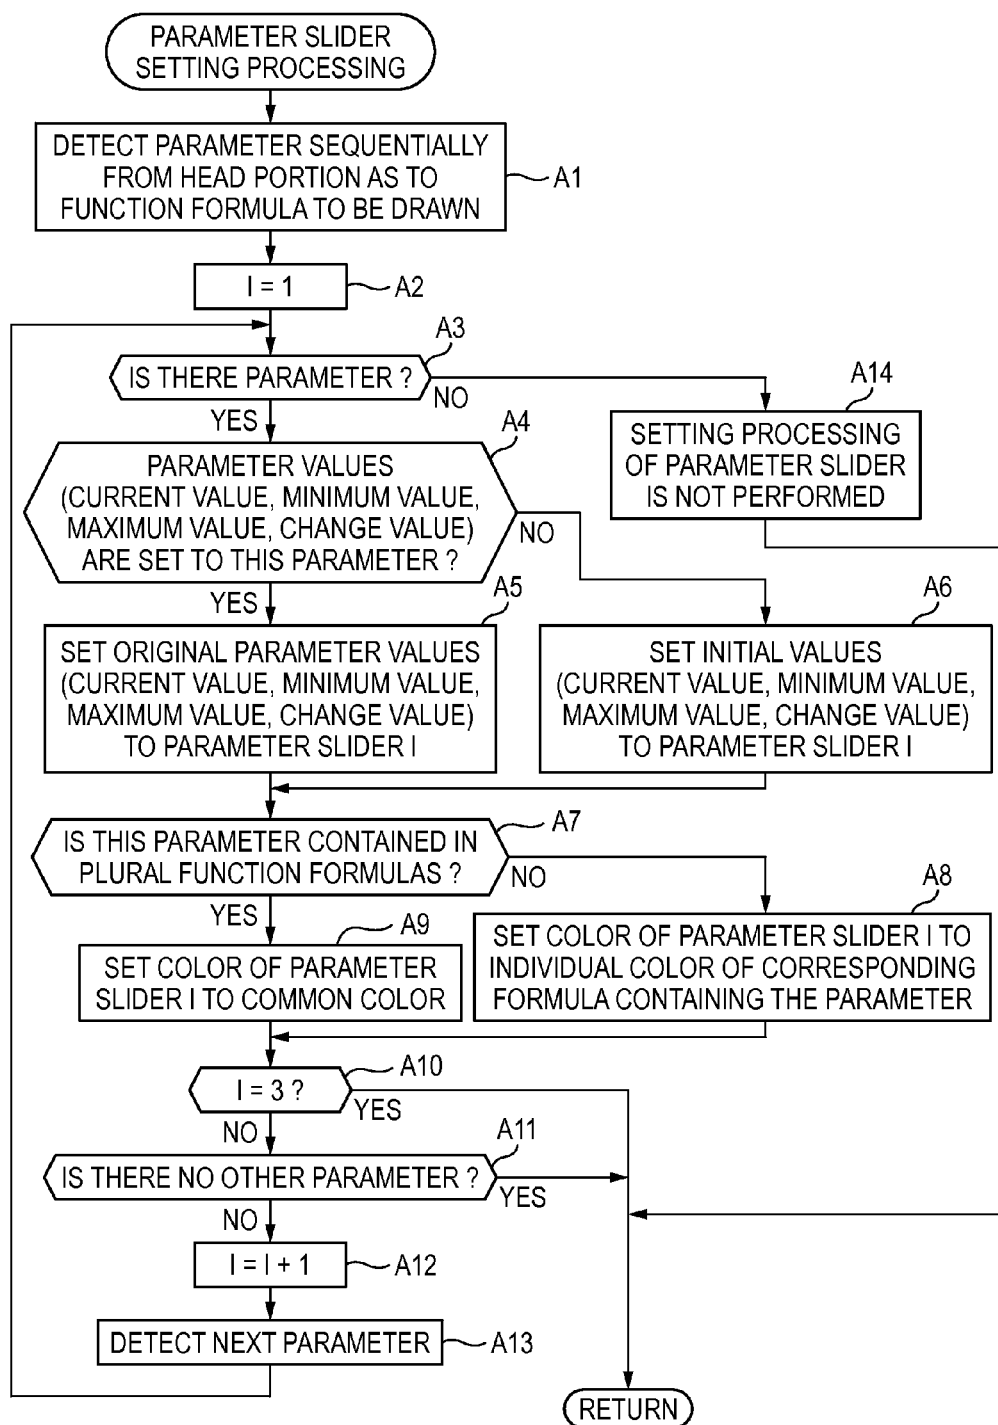 PARAMETER SLIDER
SETTING PROCESSING
DETECT PARAMETER SEQUENTIALLY
FROM HEAD PORTION AS TO
FUNCTION FORMULA TO BE DRAWN
A1
I = 1
A2
A3
IS THERE PARAMETER ?
NO
YES
A14
SETTING PROCESSING
OF PARAMETER SLIDER
IS NOT PERFORMED
A4
PARAMETER VALUES
(CURRENT VALUE, MINIMUM VALUE,
MAXIMUM VALUE, CHANGE VALUE)
ARE SET TO THIS PARAMETER ?
NO
YES
A5
SET ORIGINAL PARAMETER VALUES
(CURRENT VALUE, MINIMUM VALUE,
MAXIMUM VALUE, CHANGE VALUE)
TO PARAMETER SLIDER I
A6
SET INITIAL VALUES
(CURRENT VALUE, MINIMUM VALUE,
MAXIMUM VALUE, CHANGE VALUE)
TO PARAMETER SLIDER I
A7
IS THIS PARAMETER CONTAINED IN
PLURAL FUNCTION FORMULAS ?
NO
YES
A8
SET COLOR OF PARAMETER SLIDER I TO
INDIVIDUAL COLOR OF CORRESPONDING
FORMULA CONTAINING THE PARAMETER
A9
SET COLOR OF PARAMETER
SLIDER I TO COMMON COLOR
A10
I = 3 ?
YES
NO
A11
IS THERE NO OTHER PARAMETER ?
YES
NO
I = I + 1
A12
DETECT NEXT PARAMETER
A13
RETURN